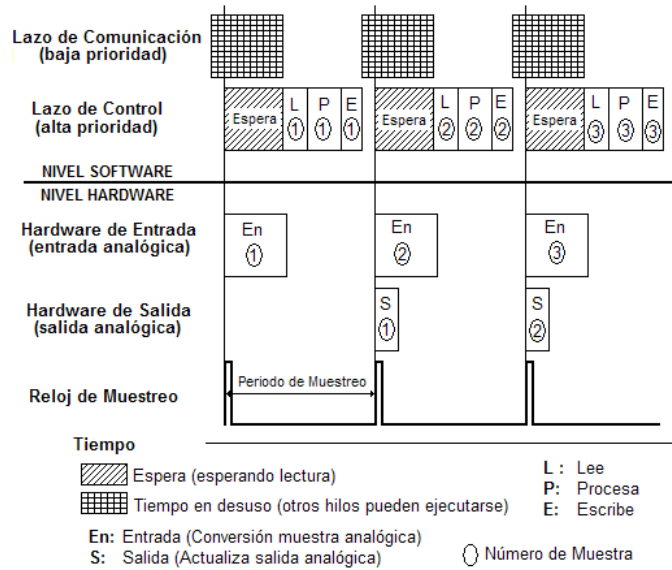 Lazo de Comunicación
(baja prioridad)
Lazo de Control
(alta prioridad)
Espera
L P E
1 1 1
Espera
L P E
2 2 2
Espera
L P E
3 3 3
NIVEL SOFTWARE
NIVEL HARDWARE
Hardware de Entrada
(entrada analógica)
En
1
En
2
En
3
Hardware de Salida
(salida analógica)
S
1
S
2
Reloj de Muestreo
Periodo de Muestreo
Tiempo
Espera (esperando lectura)
Tiempo en desuso (otros hilos pueden ejecutarse)
En: Entrada (Conversión muestra analógica)
S: Salida (Actualiza salida analógica)
L : Lee
P: Procesa
E: Escribe
Número de Muestra